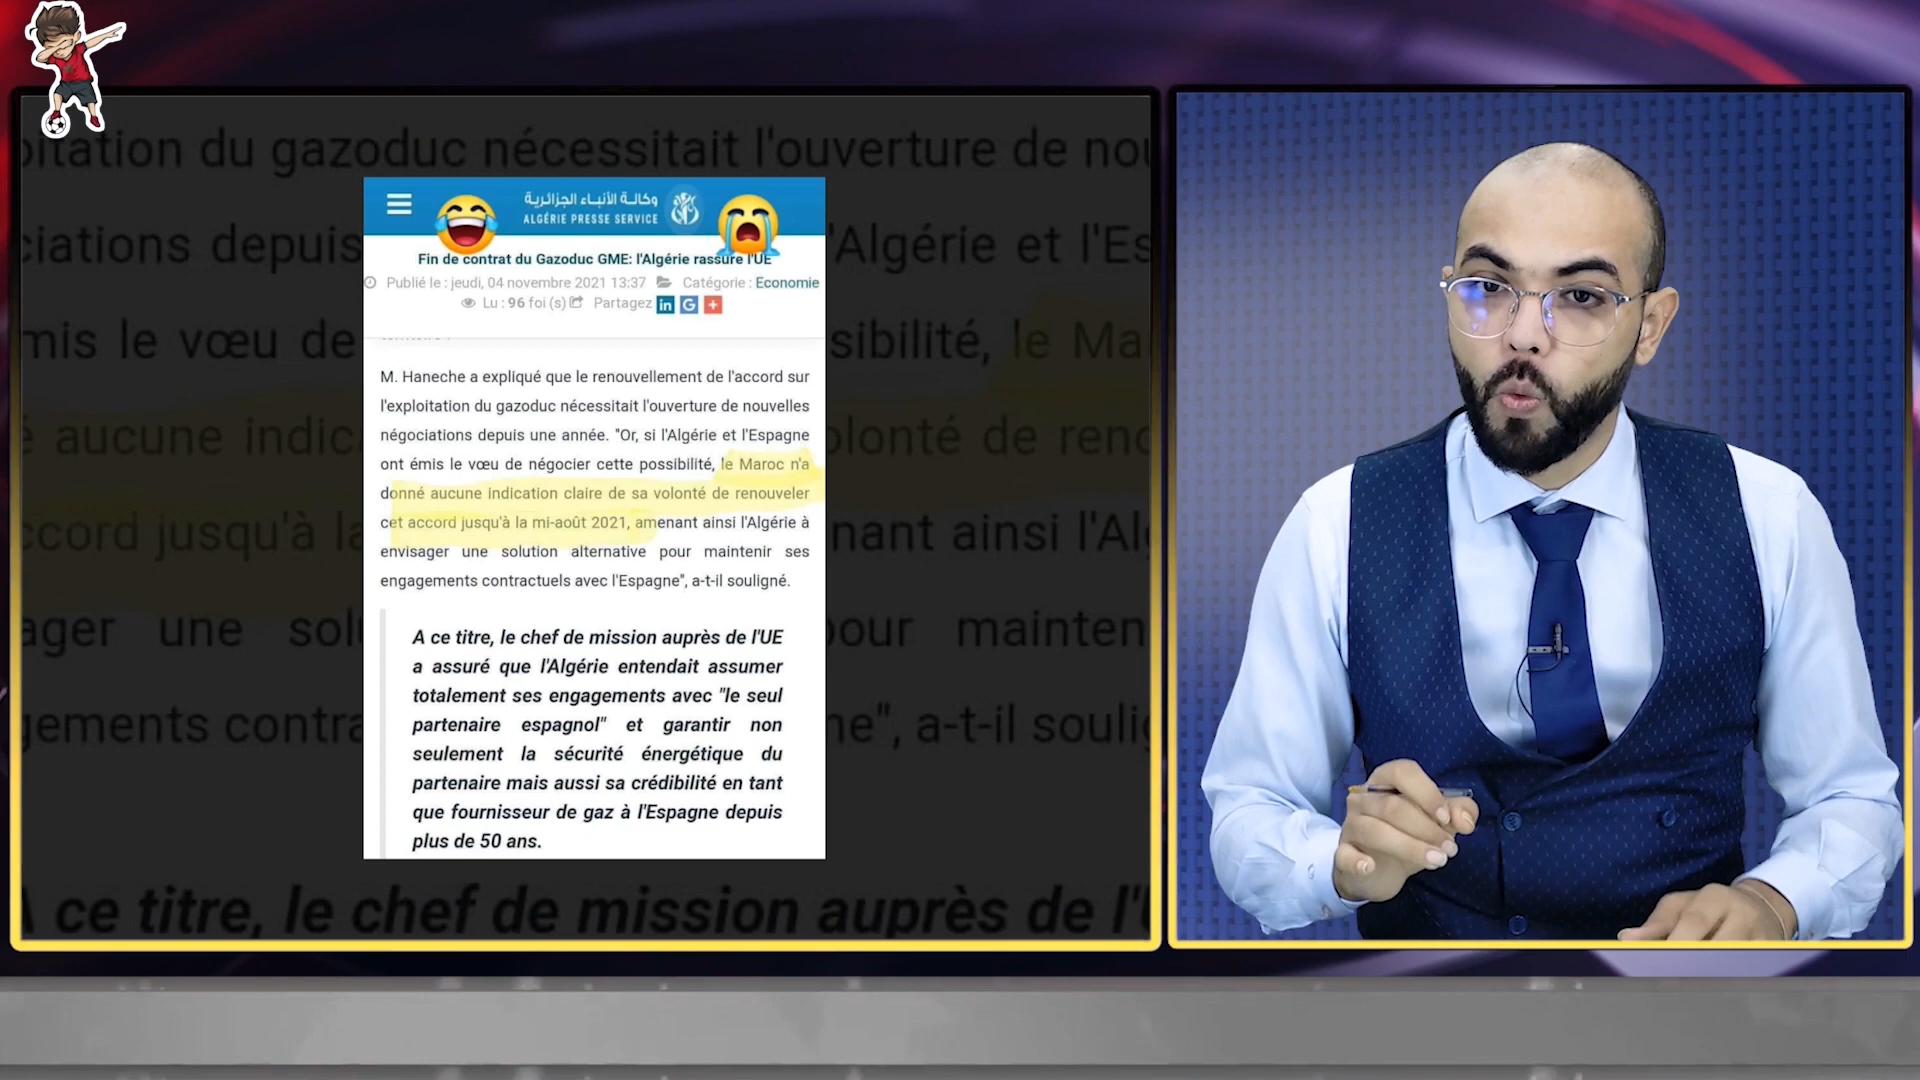 وكالة الأنباء الجزائرية
ALGÉRIE PRESSE SERVICE
Fin de contrat du Gazoduc GME: l'Algérie rassure l'UE
Publié le : jeudi, 04 novembre 2021 13:37 Catégorie : Economie
Lu : 96 foi (s) Partagez in G +
M. Haneche a expliqué que le renouvellement de l'accord sur
l'exploitation du gazoduc nécessitait l'ouverture de nouvelles
négociations depuis une année. "Or, si l'Algérie et l'Espagne
ont émis le vœu de négocier cette possibilité, le Maroc n'a
donné aucune indication claire de sa volonté de renouveler
cet accord jusqu'à la mi-août 2021, amenant ainsi l'Algérie à
envisager une solution alternative pour maintenir ses
engagements contractuels avec l'Espagne", a-t-il souligné.
A ce titre, le chef de mission auprès de l'UE
a assuré que l'Algérie entendait assumer
totalement ses engagements avec "le seul
partenaire espagnol" et garantir non
seulement la sécurité énergétique du
partenaire mais aussi sa crédibilité en tant
que fournisseur de gaz à l'Espagne depuis
plus de 50 ans.